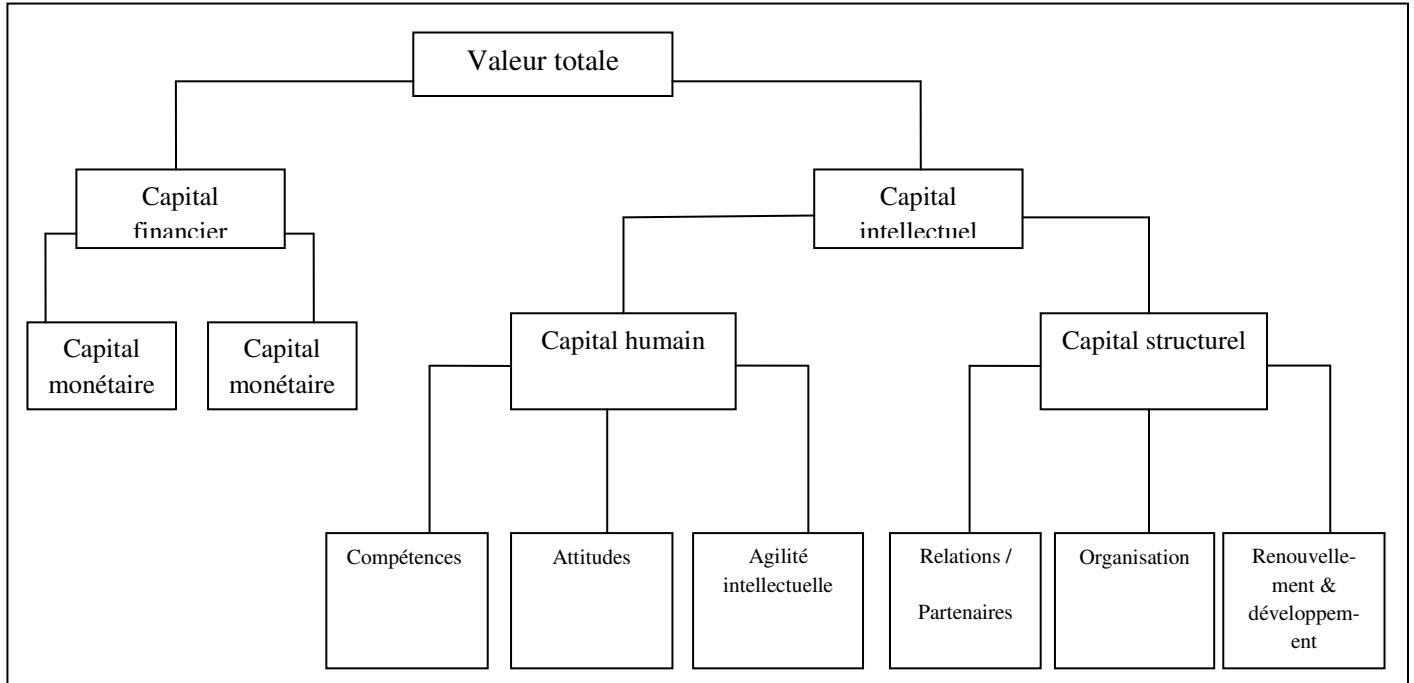 Valeur totale
Capital
financier
Capital
intellectuel
Capital
monétaire
Capital
monétaire
Capital humain
Capital structurel
Compétences
Attitudes
Agilité
intellectuelle
Relations /
Partenaires
Organisation
Renouvelle-
ment &
développem-
ent